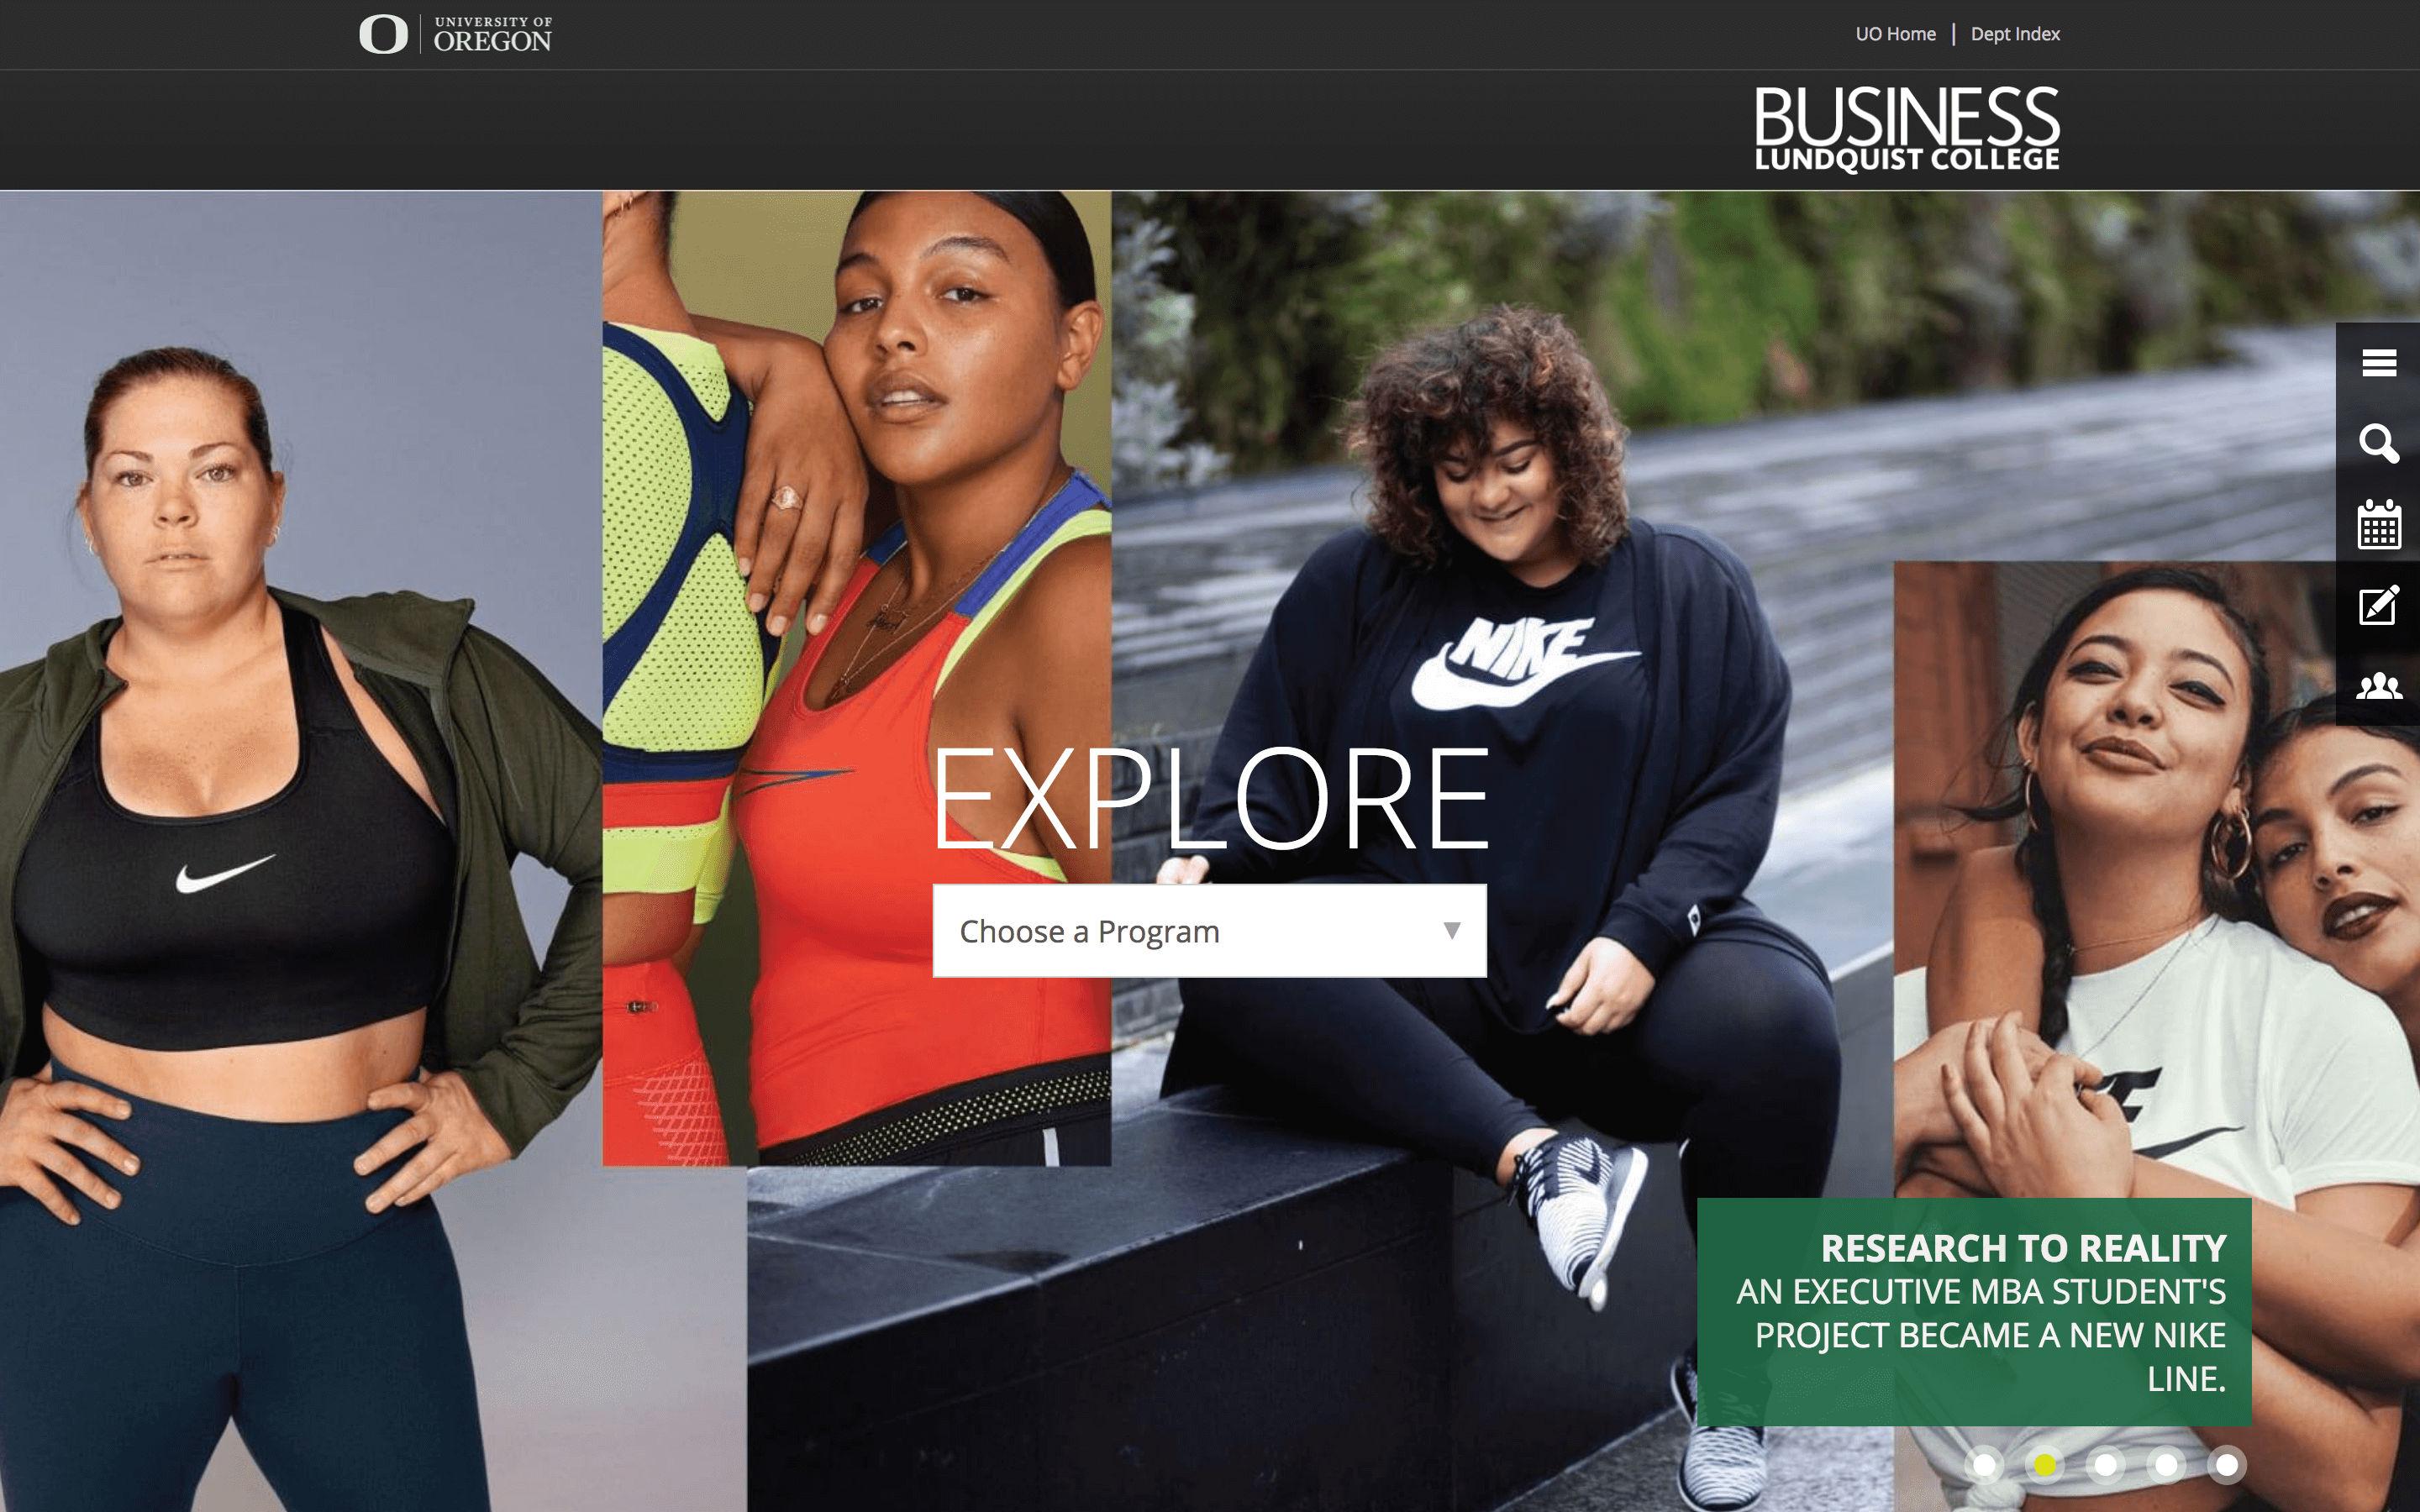 UNIVERSITY OF
OREGON
UO Home | Dept Index
BUSINESS
LUNDQUIST COLLEGE
NIKE
EXPLORE
Choose a Program
RESEARCH TO REALITY
AN EXECUTIVE MBA STUDENT'S
PROJECT BECAME A NEW NIKE
LINE.